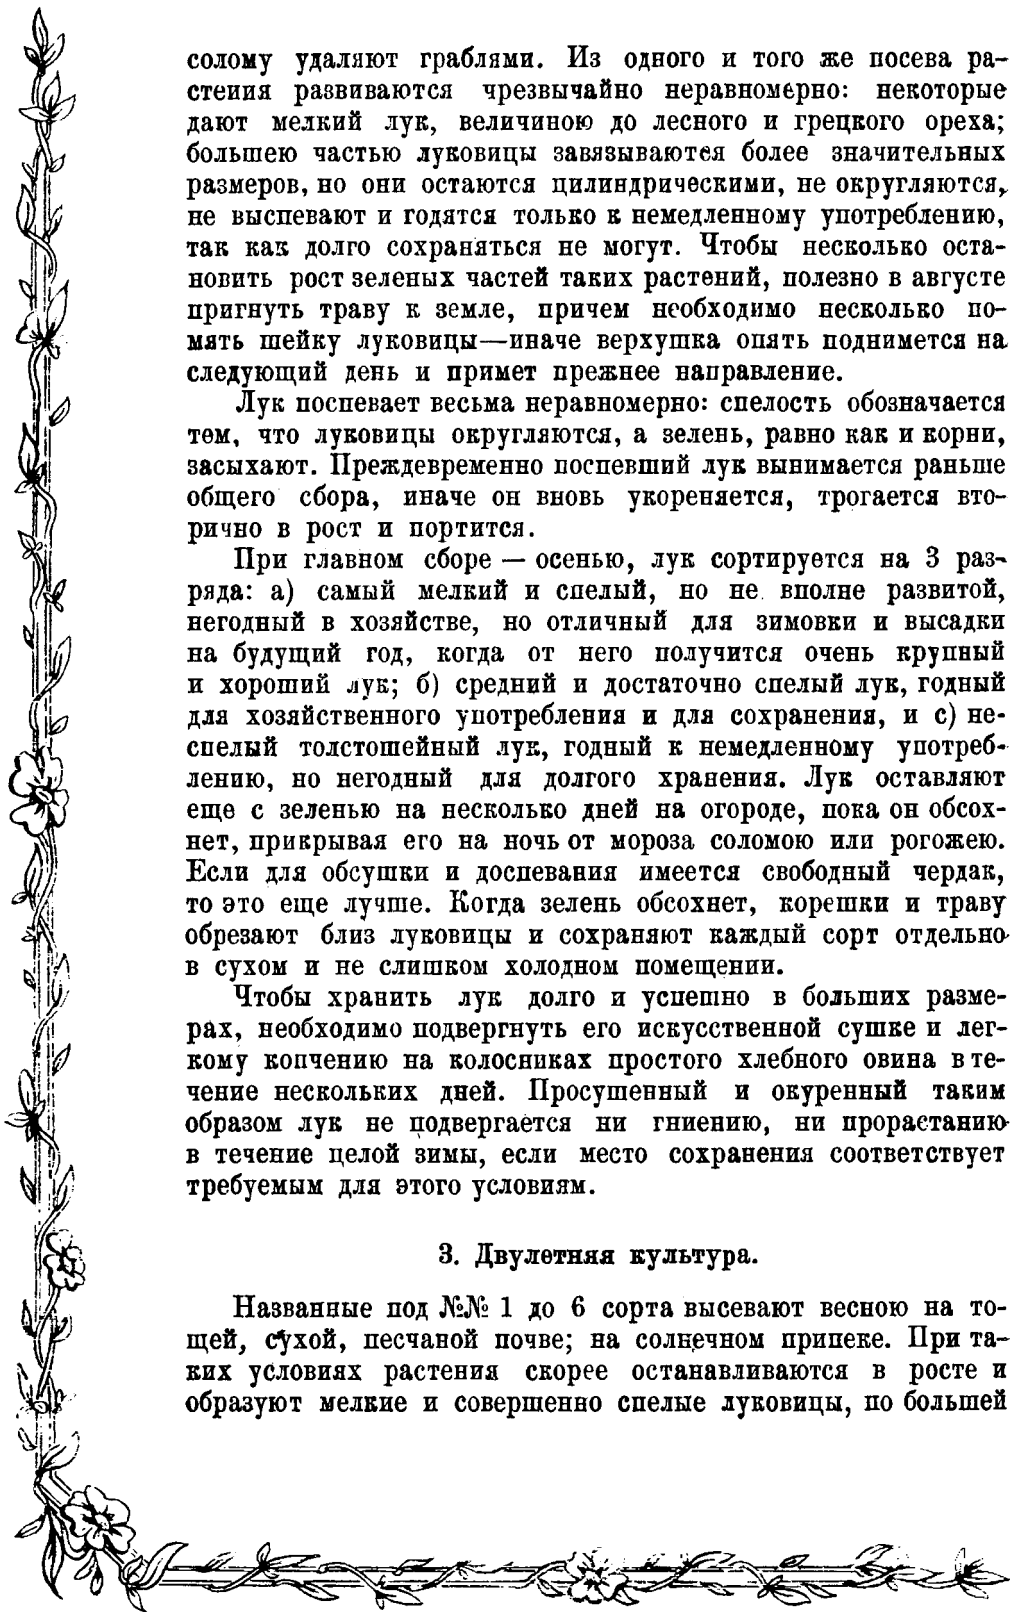 солому удаляют граблями. Из одного и того же посева ра-
стения развиваются чрезвычайно неравномерно: некоторые
дают мелкий лук, величиною до лесного и грецкого ореха;
большею частью луковицы завязываются более значительных
размеров, но они остаются цилиндрическими, не округляются,
не выспевают и годятся только к немедленному употреблению,
так как долго сохраняться не могут. Чтобы несколько оста-
новить рост зеленых частей таких растений, полезно в августе
пригнуть траву к земле, причем необходимо несколько по-
мять шейку луковицы—иначе верхушка опять поднимется на
следующий день и примет прежнее направление.
Лук поспевает весьма неравномерно: спелость обозначается
тем, что луковицы округляются, а зелень, равно как и корни,
засыхают. Преждевременно поспевший лук вынимается раньше
общего сбора, иначе он вновь укореняется, трогается вто-
рично в рост и портится.
При главном сборе — осенью, лук сортируется на 3 раз-
ряда: а) самый мелкий и спелый, но не вполне развитой,
негодный в хозяйстве, но отличный для зимовки и высадки
на будущий год, когда от него получится очень крупный
и хороший лук; б) средний и достаточно спелый лук, годный
для хозяйственного употребления и для сохранения, и с) не-
спелый толстошейный лук, годный к немедленному употреб-
лению, но негодный для долгого хранения. Лук оставляют
еще с зеленью на несколько дней на огороде, пока он обсох-
нет, прикрывая его на ночь от мороза соломою или рогожею.
Если для обсушки и доспевания имеется свободный чердак,
то это еще лучше. Когда зелень обсохнет, корешки и траву
обрезают близ луковицы и сохраняют каждый сорт отдельно
в сухом и не слишком холодном помещении.
Чтобы хранить лук долго и успешно в больших разме-
рах, необходимо подвергнуть его искусственной сушке и лег-
кому копчению на колосниках простого хлебного овина в те-
чение нескольких дней. Просушенный и окуренный таким
образом лук не подвергается ни гниению, ни прорастанию
в течение целой зимы, если место сохранения соответствует
требуемым для этого условиям.
3. Двулетняя культура.
Названные под №№ 1 до 6 сорта высевают весною на то-
щей, сухой, песчаной почве; на солнечном припеке. При та-
ких условиях растения скорее останавливаются в росте и
образуют мелкие и совершенно спелые луковицы, по большей